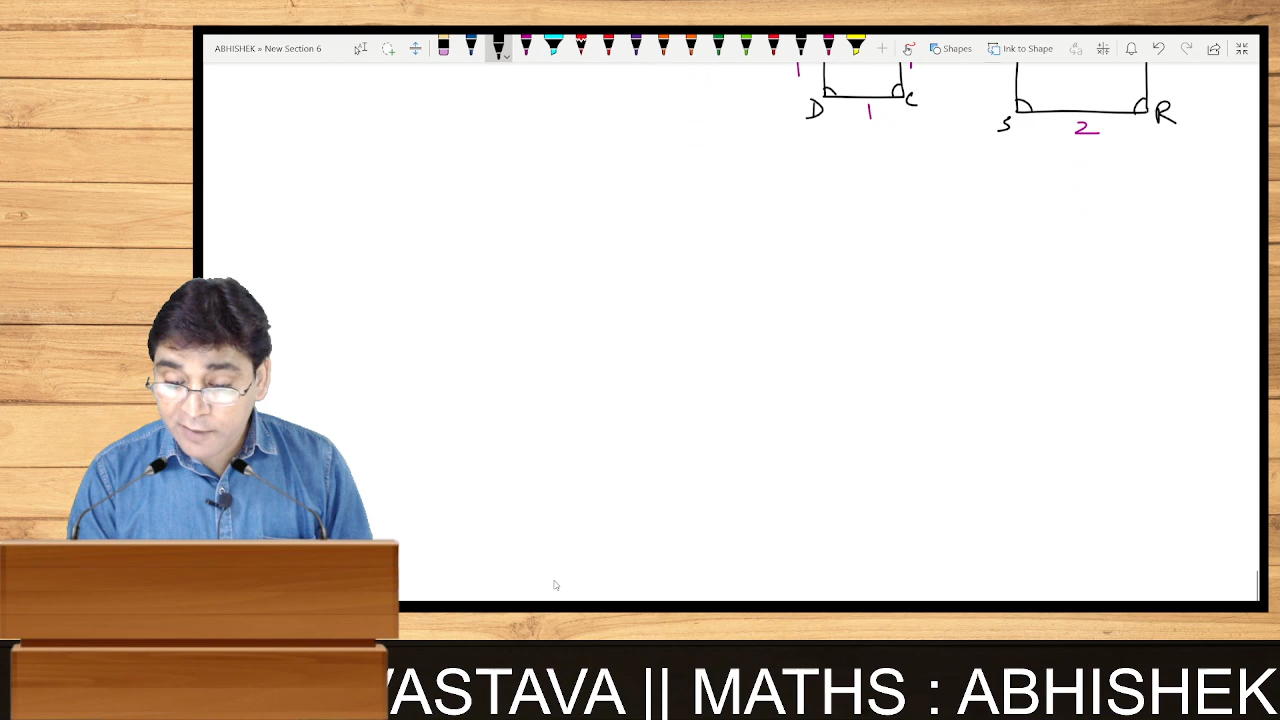 ABHISHEK » New Section 6
Shapes
Ink to Shape
1
1
D
1
C
S
2
R
VASTAVA || MATHS : ABHISHEK